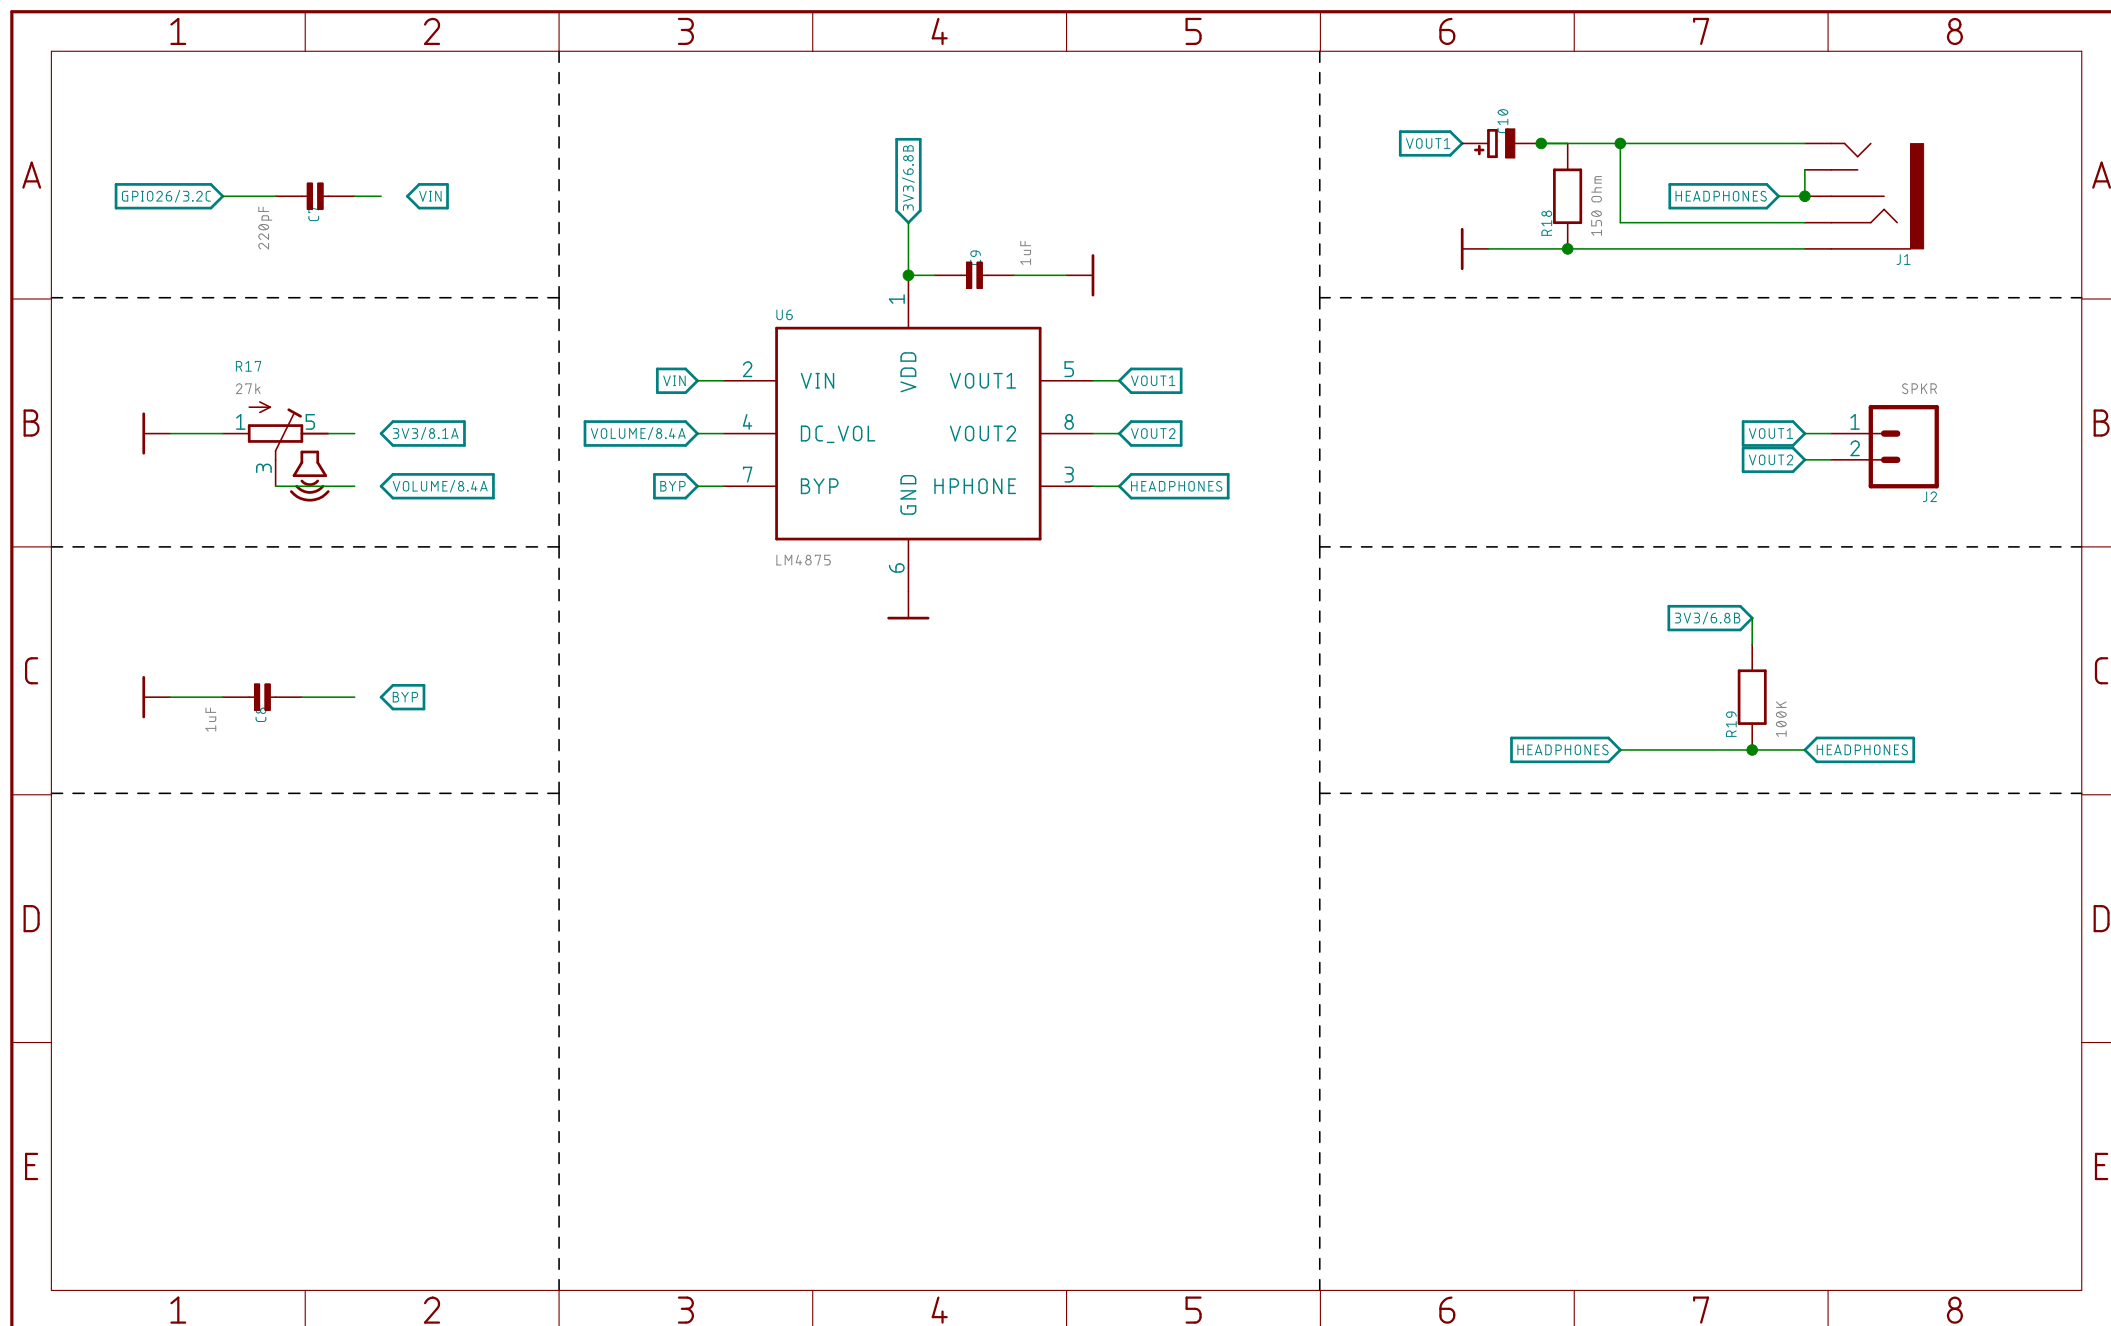 1 2 3 4 5 6 7 8
A
GPIO26/3.2C
220pF
C7
VIN
3V3/6.8B
C9
1uF
VOUT1
C10
+
R18
150 Ohm
HEADPHONES
J1
A
B
R17
27k
1
5
3
3V3/8.1A
VOLUME/8.4A
U6
1
VIN
2
VIN
VDD
VOUT1
5
VOUT1
VOLUME/8.4A
4
DC_VOL
VOUT2
8
VOUT2
BYP
7
BYP
GND
HPHONE
3
HEADPHONES
LM4875
6
SPKR
VOUT1
1
VOUT2
2
J2
B
C
1uF
C8
BYP
3V3/6.8B
R19
100K
HEADPHONES
HEADPHONES
C
D
D
E
E
1 2 3 4 5 6 7 8